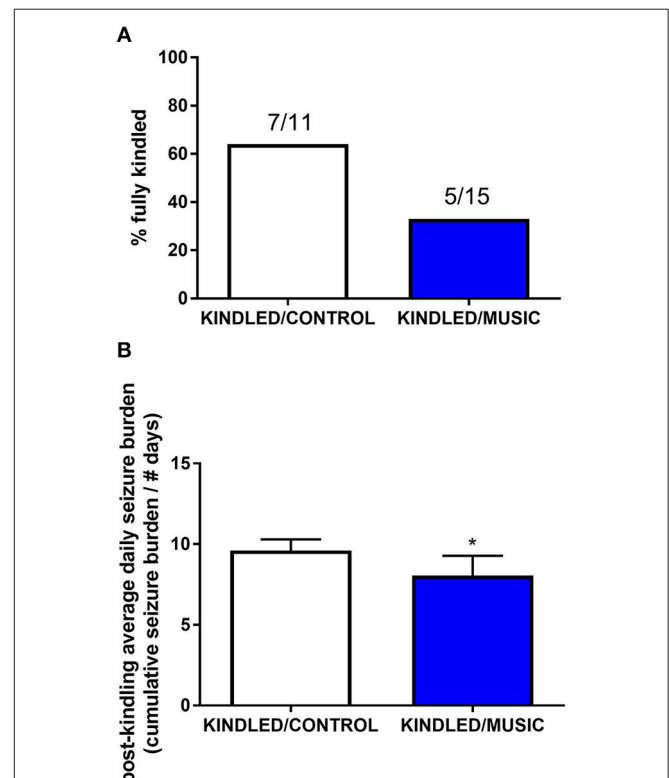 A
100
80
60
40
20
0
% fully kindled
7/11
5/15
KINDLED/CONTROL KINDLED/MUSIC
B
post-kindling average daily seizure burden
(cumulative seizure burden / # days)
15
10
5
0
*
KINDLED/CONTROL KINDLED/MUSIC